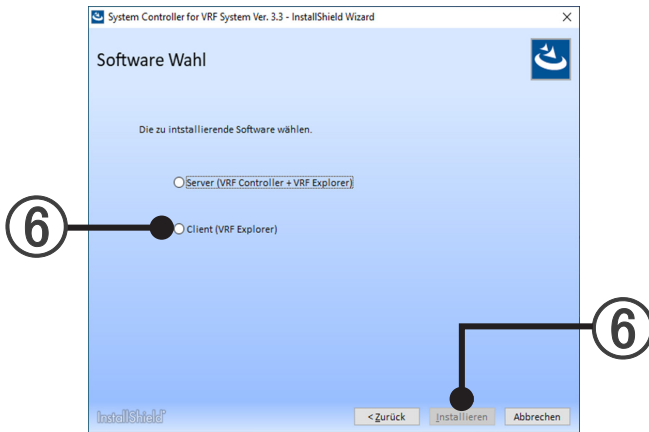 System Controller for VRF System Ver. 3.3 - InstallShield Wizard
Software Wahl
Die zu intstallierende Software wählen.
Server (VRF Controller + VRF Explorer)
6
Client (VRF Explorer)
6
InstallShield
< Zurück Installieren Abbrechen